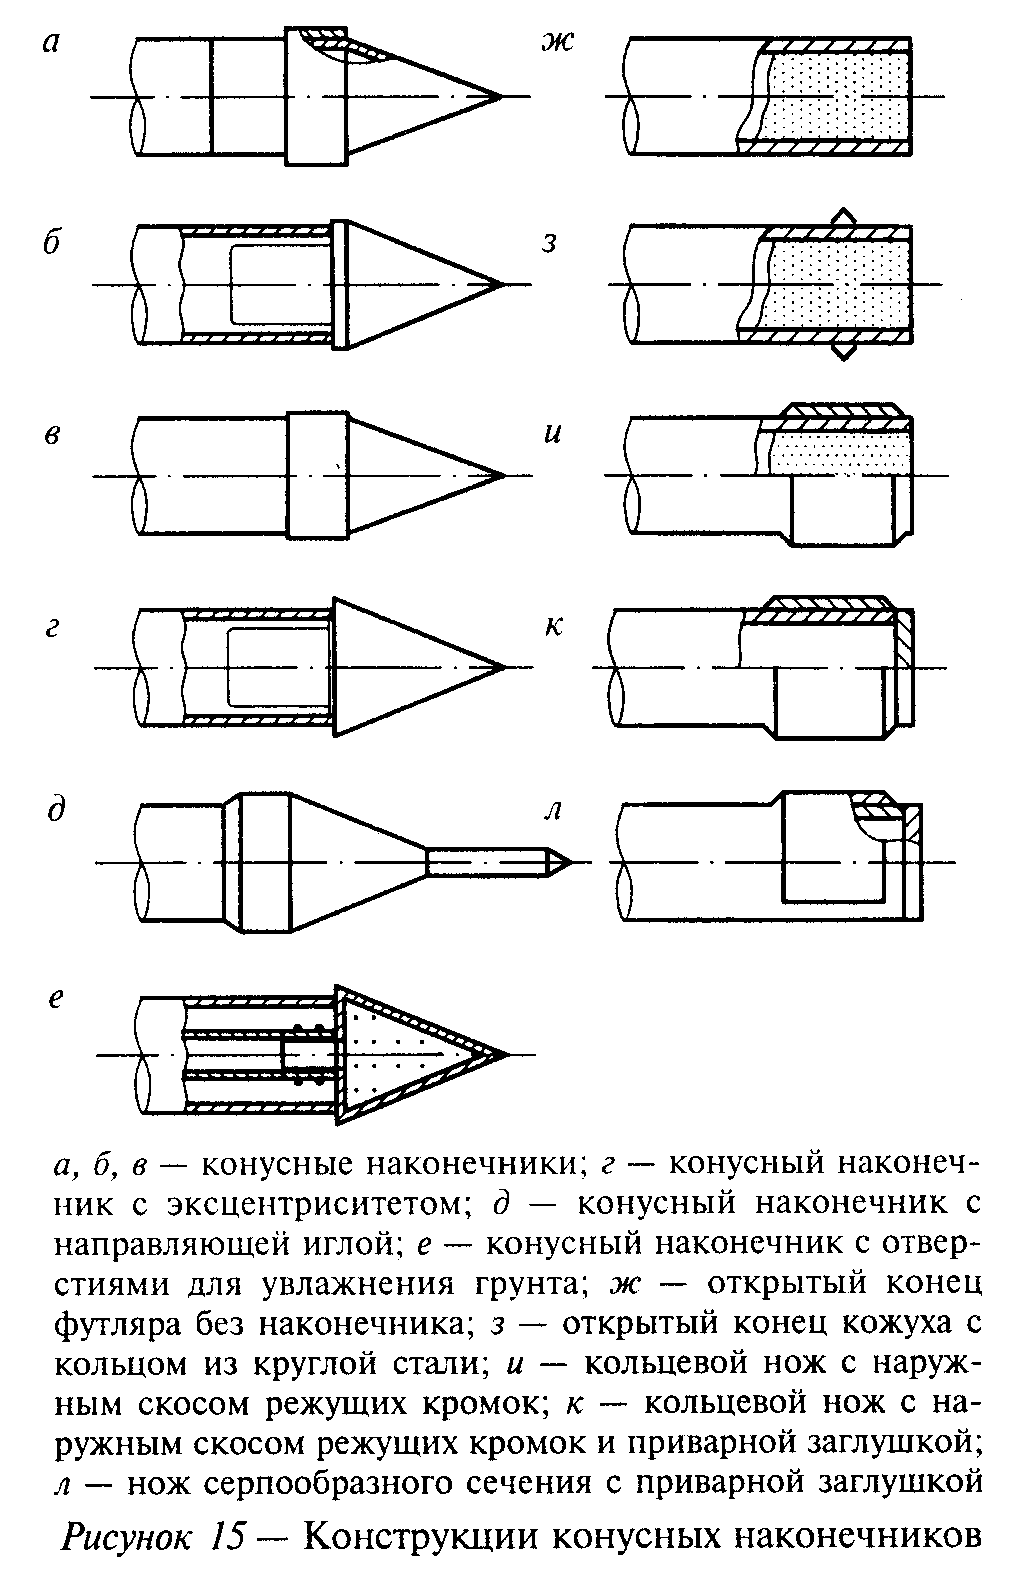 а
ж
б
з
в
и
г
к
д
л
е
а, б, в — конусные наконечники; г — конусный наконеч-
ник с эксцентриситетом; д — конусный наконечник с
направляющей иглой; е — конусный наконечник с отвер-
стиями для увлажнения грунта; ж — открытый конец
футляра без наконечника; з — открытый конец кожуха с
кольцом из круглой стали; и — кольцевой нож с наруж-
ным скосом режущих кромок; к — кольцевой нож с на-
ружным скосом режущих кромок и приварной заглушкой;
л — нож серпообразного сечения с приварной заглушкой
Рисунок 15 — Конструкции конусных наконечников